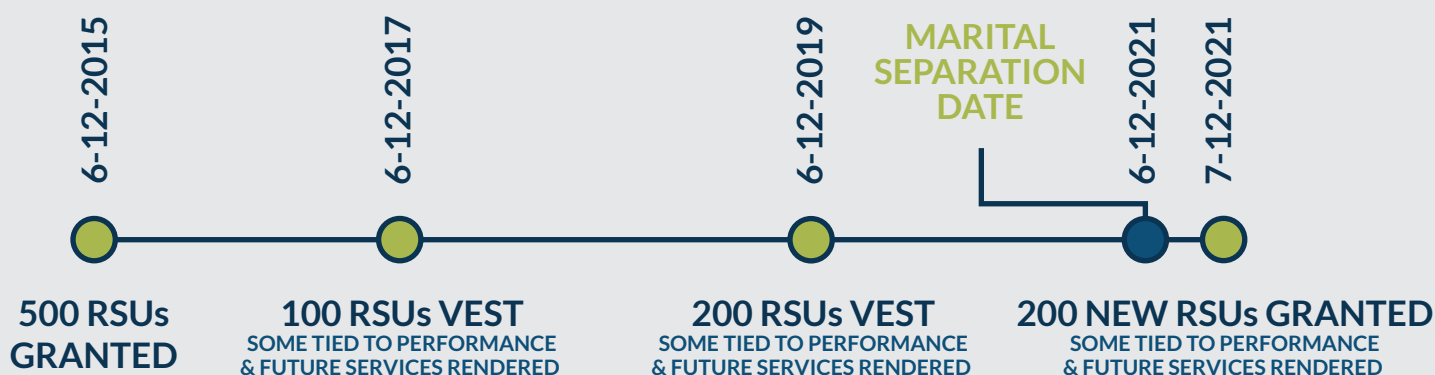 6-12-2015
6-12-2017
6-12-2019
MARITAL
SEPARATION
DATE
6-12-2021
7-12-2021
500 RSUs
GRANTED
100 RSUs VEST
SOME TIED TO PERFORMANCE
& FUTURE SERVICES RENDERED
200 RSUs VEST
SOME TIED TO PERFORMANCE
& FUTURE SERVICES RENDERED
200 NEW RSUs GRANTED
SOME TIED TO PERFORMANCE
& FUTURE SERVICES RENDERED